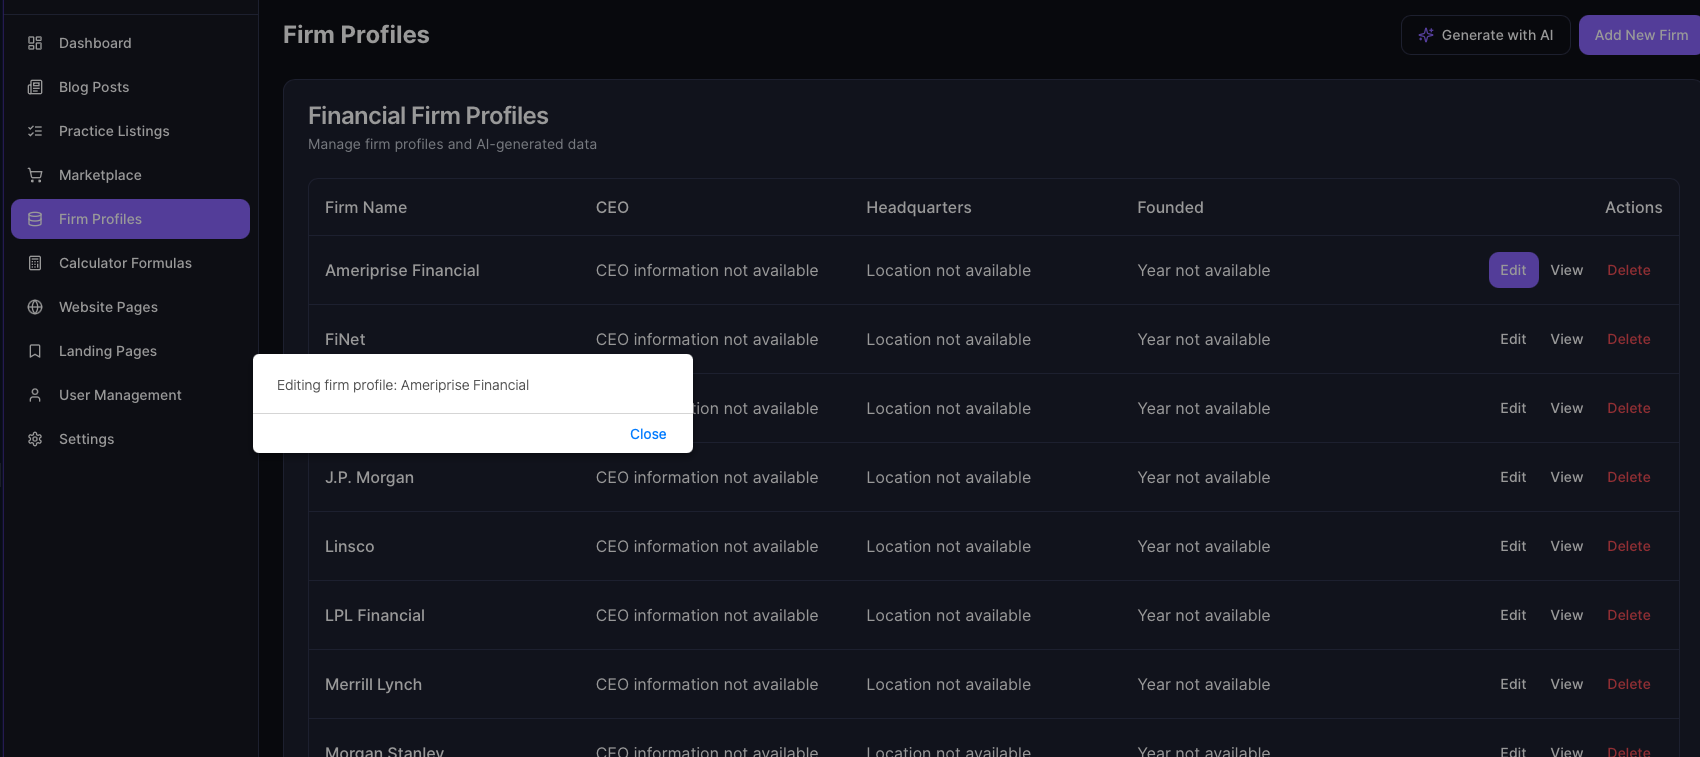 Dashboard
Blog Posts
Practice Listings
Marketplace
Firm Profiles
Calculator Formulas
Website Pages
Landing Pages
User Management
Settings
Firm Profiles
Generate with AI
Add New Firm
Financial Firm Profiles
Manage firm profiles and AI-generated data
Firm Name CEO Headquarters Founded Actions
Ameriprise Financial CEO information not available Location not available Year not available Edit View Delete
FiNet CEO information not available Location not available Year not available Edit View Delete
Editing firm profile: Ameriprise Financial
Close
not available Location not available Year not available Edit View Delete
J.P. Morgan CEO information not available Location not available Year not available Edit View Delete
Linsco CEO information not available Location not available Year not available Edit View Delete
LPL Financial CEO information not available Location not available Year not available Edit View Delete
Merrill Lynch CEO information not available Location not available Year not available Edit View Delete
Morgan Stanley CEO information not available Location not available Year not available Edit View Delete